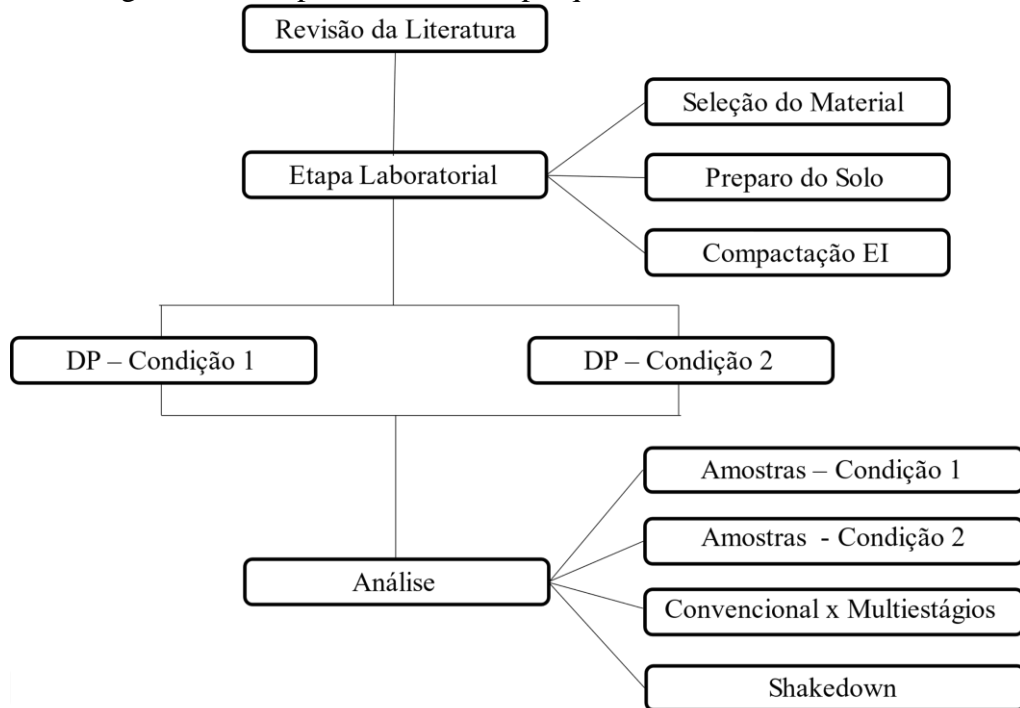 Revisão da Literatura
Seleção do Material
Etapa Laboratorial
Preparo do Solo
Compactação EI
DP – Condição 1
DP – Condição 2
Amostras – Condição 1
Amostras - Condição 2
Análise
Convencional x Multiestágios
Shakedown